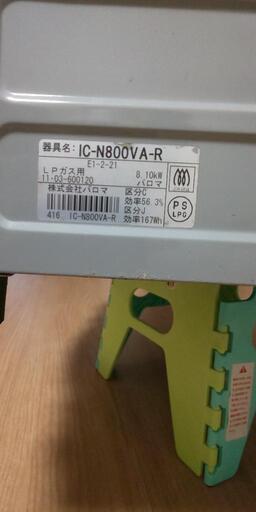 器具名: IC-N800VA-R
E1-2-21
LPガス用 8.10kW
11·03-600120 パロマ
株式会社パロマ 区分C
効率56.3%
区分J
416 IC-N800VA-R 効率167Wh
PS
LPG